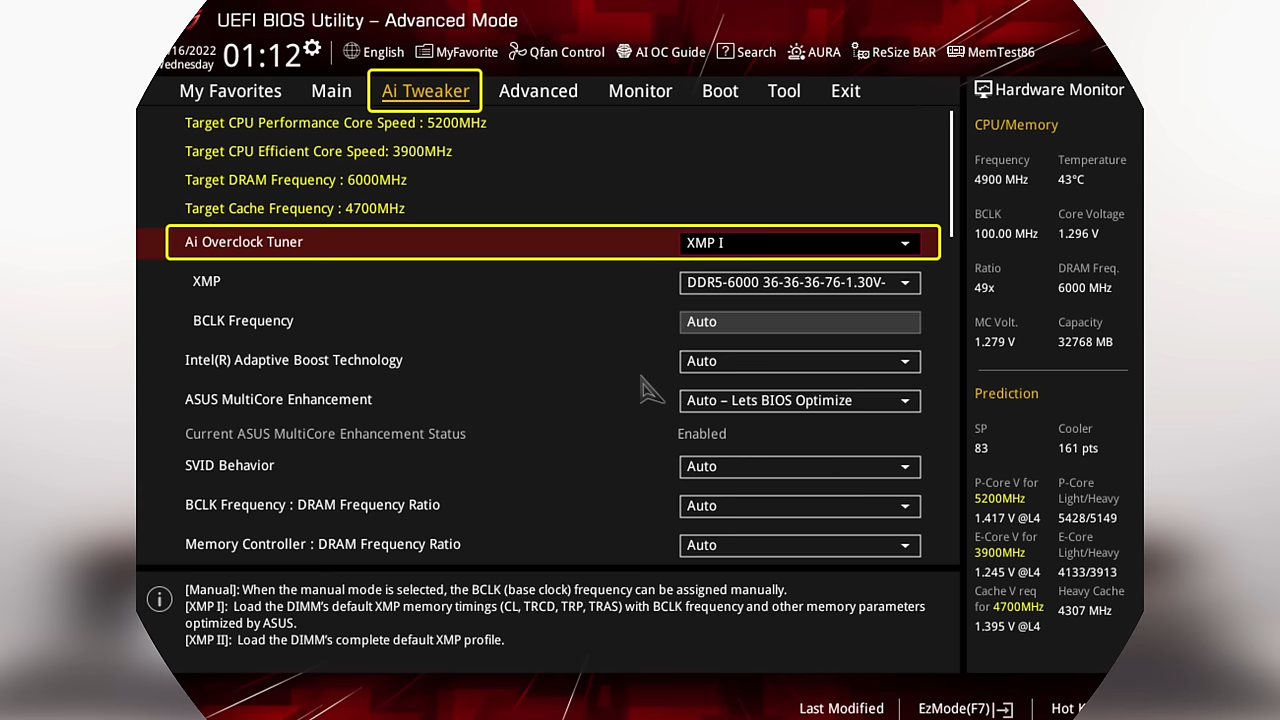 UEFI BIOS Utility – Advanced Mode
16/2022
01:12
English
MyFavorite
Qfan Control
AI OC Guide
Search
AURA
ReSize BAR
MemTest86
My Favorites
Main
Ai Tweaker
Advanced
Monitor
Boot
Tool
Exit
Target CPU Performance Core Speed : 5200MHz
Target CPU Efficient Core Speed: 3900MHz
Target DRAM Frequency : 6000MHz
Target Cache Frequency : 4700MHz
Ai Overclock Tuner XMP I
XMP DDR5-6000 36-36-36-76-1.30V-
BCLK Frequency Auto
Intel(R) Adaptive Boost Technology Auto
ASUS MultiCore Enhancement Auto – Lets BIOS Optimize
Current ASUS MultiCore Enhancement Status Enabled
SVID Behavior Auto
BCLK Frequency : DRAM Frequency Ratio Auto
Memory Controller : DRAM Frequency Ratio Auto
[Manual]: When the manual mode is selected, the BCLK (base clock) frequency can be assigned manually.
[XMP I]: Load the DIMM's default XMP memory timings (CL, TRCD, TRP, TRAS) with BCLK frequency and other memory parameters
optimized by ASUS.
[XMP II]: Load the DIMM's complete default XMP profile.
Hardware Monitor
CPU/Memory
Frequency Temperature
4900 MHz 43°C
BCLK Core Voltage
100.00 MHz 1.296 V
Ratio DRAM Freq.
49x 6000 MHz
MC Volt. Capacity
1.279 V 32768 MB
Prediction
SP Cooler
83 161 pts
P-Core V for P-Core
5200MHz Light/Heavy
1.417 V @L4 5428/5149
E-Core V for E-Core
3900MHz Light/Heavy
1.245 V @L4 4133/3913
Cache V req Heavy Cache
for 4700MHz 4307 MHz
1.395 V @L4
Last Modified
EzMode(F7)
Hot